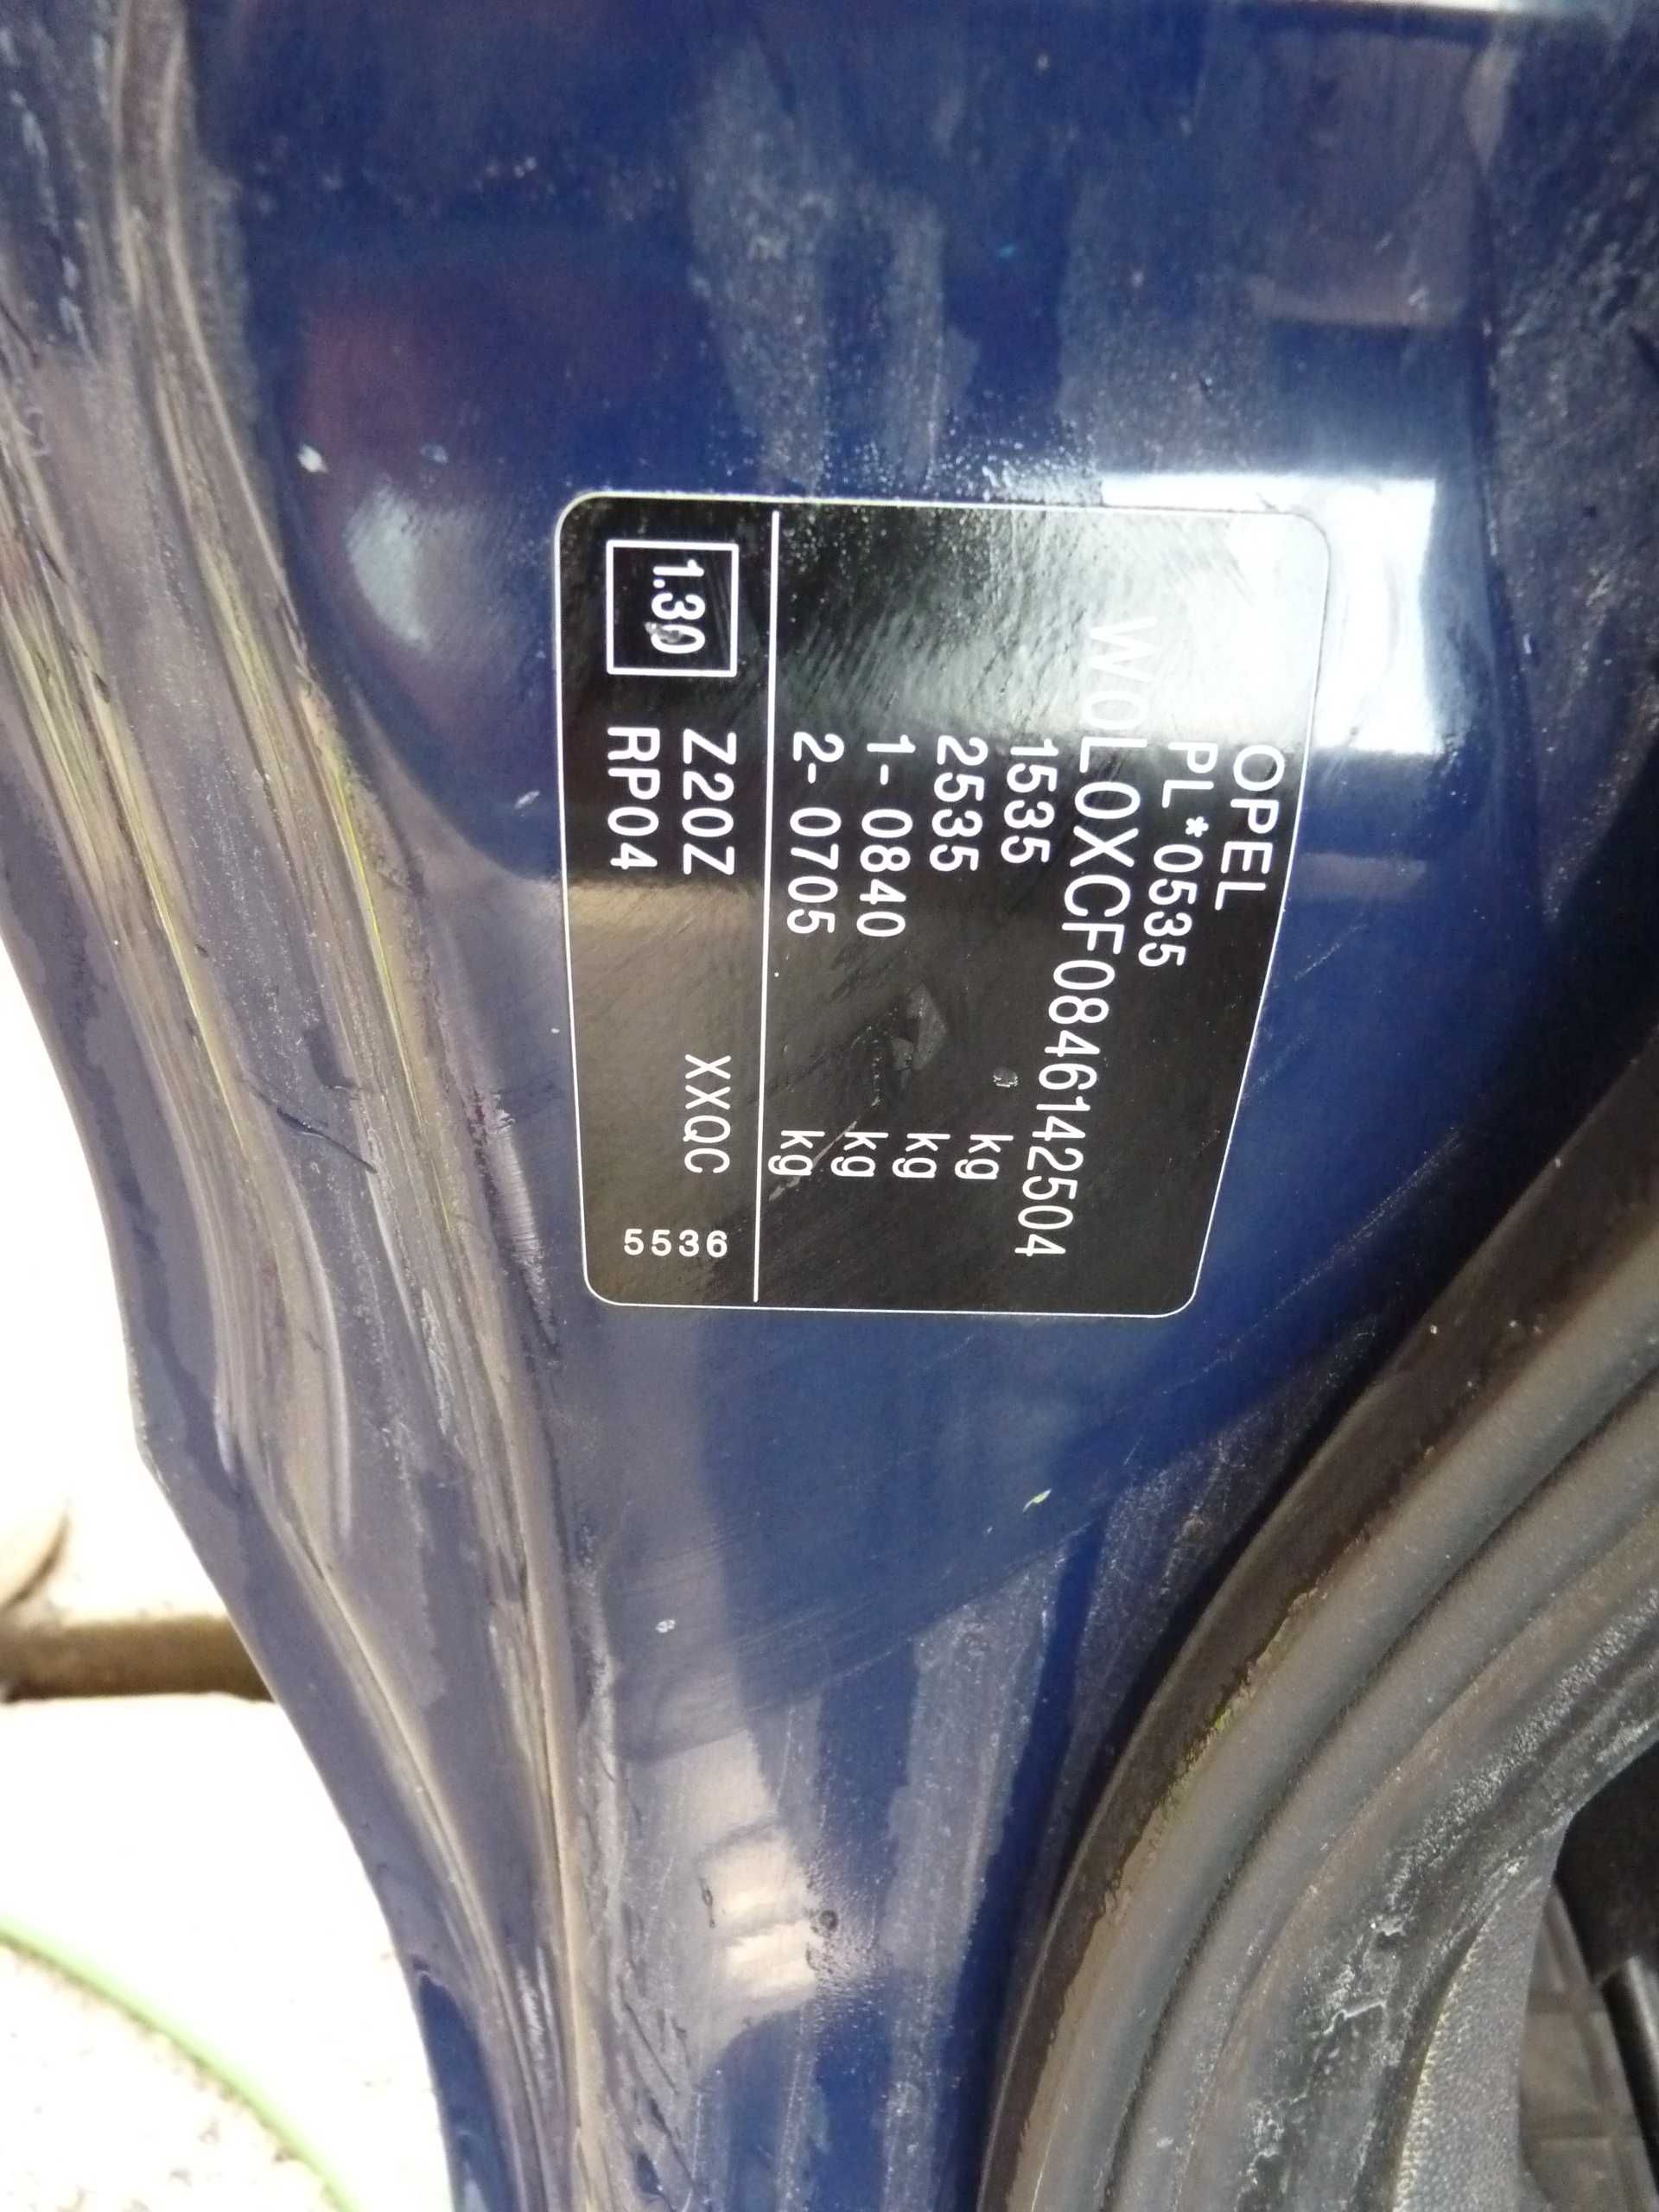 OPEL
PL*0535
W0L0XCF0846142504
1535 kg
2535 kg
1- 0840 kg
2- 0705 kg
1.30 Z20Z XXQC 5536
RP04